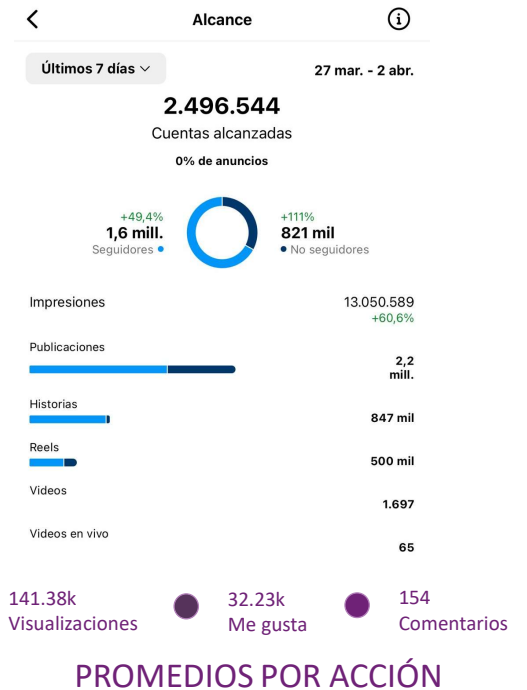 Alcance
Últimos 7 días
27 mar. - 2 abr.
2.496.544
Cuentas alcanzadas
0% de anuncios
+49,4%
1,6 mill.
Seguidores
+111%
821 mil
No seguidores
Impresiones
13.050.589
+60,6%
Publicaciones
2,2
mill.
Historias
847 mil
Reels
500 mil
Videos
1.697
Videos en vivo
65
141.38k
Visualizaciones
32.23k
Me gusta
154
Comentarios
PROMEDIOS POR ACCIÓN